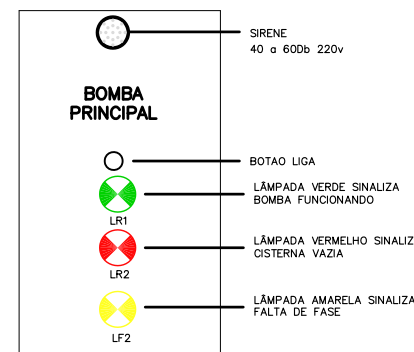 SIRENE
40 a 60Db 220v
BOMBA
PRINCIPAL
BOTAO LIGA
LÂMPADA VERDE SINALIZA
BOMBA FUNCIONANDO
LR1
LÂMPADA VERMELHO SINALIZ
CISTERNA VAZIA
LR2
LÂMPADA AMARELA SINALIZA
FALTA DE FASE
LF2